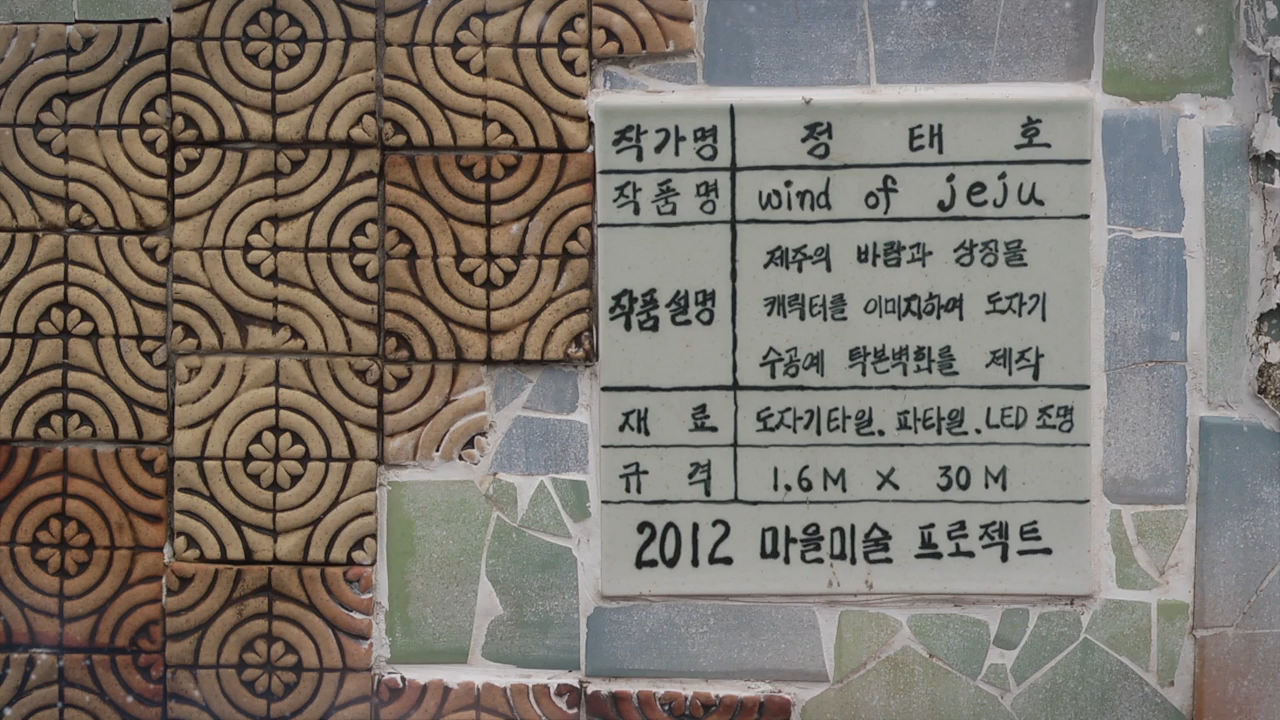 작가명 정 태 호
작품명 wind of jeju
작품설명 제주의 바람과 상징물
캐릭터를 이미지하여 도자기
수공예 탁본벽화를 제작
재 료 도자기타일. 파타일. LED 조명
규 격 1.6M X 30M
2012 마을미술 프로젝트